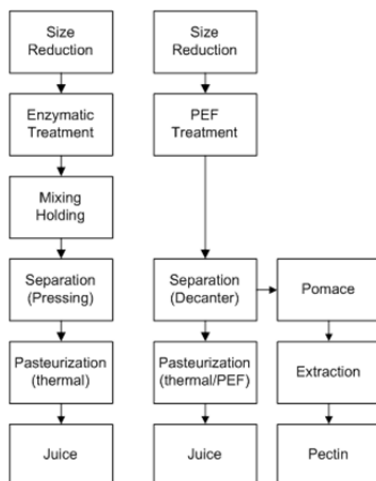 Size
Reduction
Enzymatic
Treatment
Mixing
Holding
Separation
(Pressing)
Pasteurization
(thermal)
Juice
Size
Reduction
PEF
Treatment
Separation
(Decanter)
Pasteurization
(thermal/PEF)
Juice
Pomace
Extraction
Pectin